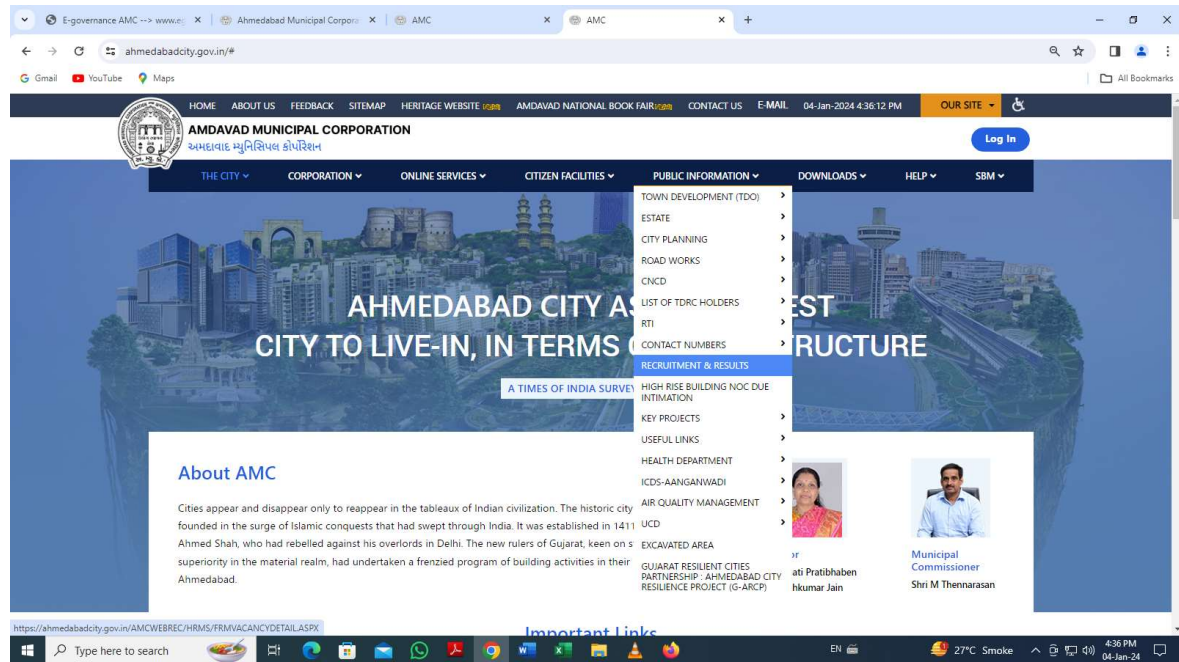 E-governance AMC --> www.eg
Ahmedabad Municipal Corpora
AMC
AMC
ahmedabadcity.gov.in/#
Gmail
YouTube
Maps
All Bookmarks
HOME ABOUT US FEEDBACK SITEMAP HERITAGE WEBSITE AMDAVAD NATIONAL BOOK FAIR CONTACT US E-MAIL 04-Jan-2024 4:36:12 PM OUR SITE
AMDAVAD MUNICIPAL CORPORATION
અમદાવાદ મ્યુનિસિપલ કોર્પોરેશન
Log In
THE CITY CORPORATION ONLINE SERVICES CITIZEN FACILITIES PUBLIC INFORMATION DOWNLOADS HELP SBM
TOWN DEVELOPMENT (TDO)
ESTATE
CITY PLANNING
ROAD WORKS
CNCD
LIST OF TDRC HOLDERS
RTI
CONTACT NUMBERS
RECRUITMENT & RESULTS
HIGH RISE BUILDING NOC DUE
INTIMATION
KEY PROJECTS
USEFUL LINKS
HEALTH DEPARTMENT
ICDS-AANGANWADI
AIR QUALITY MANAGEMENT
UCD
EXCAVATED AREA
GUJARAT RESILIENT CITIES
PARTNERSHIP : AHMEDABAD CITY
RESILIENCE PROJECT (G-ARCP)
AHMEDABAD CITY AS EST
CITY TO LIVE-IN, IN TERMS RUCTURE
A TIMES OF INDIA SURVEY
About AMC
Cities appear and disappear only to reappear in the tableaux of Indian civilization. The historic city
founded in the surge of Islamic conquests that had swept through India. It was established in 1411
Ahmed Shah, who had rebelled against his overlords in Delhi. The new rulers of Gujarat, keen on s
superiority in the material realm, had undertaken a frenzied program of building activities in their
Ahmedabad.
or
ati Pratibhaben
hkumar Jain
Municipal
Commissioner
Shri M Thennarasan
Important Links
https://ahmedabadcity.gov.in/AMCWEBREC/HRMS/FRMVACANCYDETAIL.ASPX
Type here to search
EN
27°C Smoke
4:36 PM
04-Jan-24